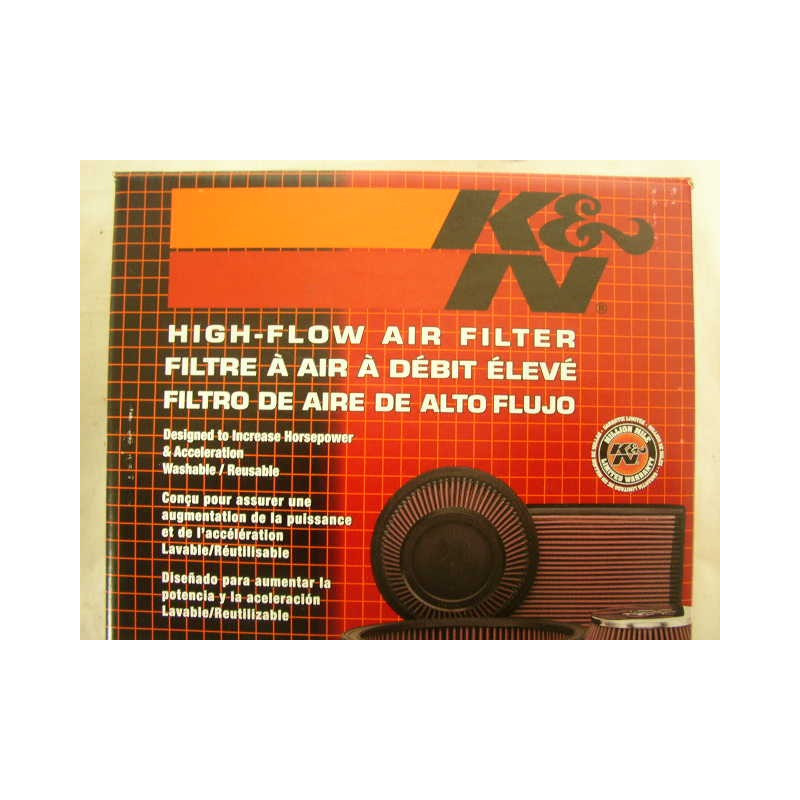 K&N®
HIGH-FLOW AIR FILTER
FILTRE À AIR À DÉBIT ÉLEVÉ
FILTRO DE AIRE DE ALTO FLUJO
Designed to Increase Horsepower
& Acceleration
Washable / Reusable
Conçu pour assurer une
augmentation de la puissance
et de l'accélération
Lavable/Réutilisable
Diseñado para aumentar la
potencia y la aceleración
Lavable/Reutilizable
MILLION MILE
K&N
LIMITED WARRANTY